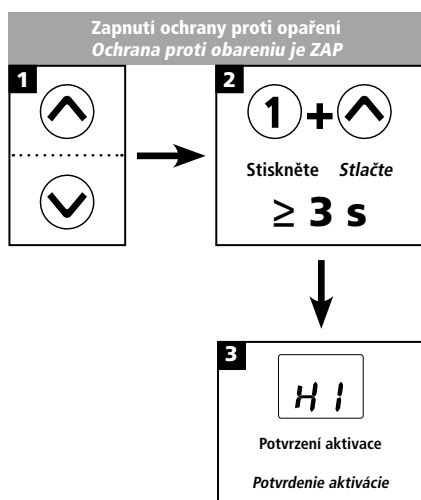 Zapnutí ochrany proti opaření
Ochrana proti obareniu je ZAP
1
2
1 +
Stiskněte Stlačte
≥ 3 s
3
H1
Potvrzení aktivace
Potvrdenie aktivácie